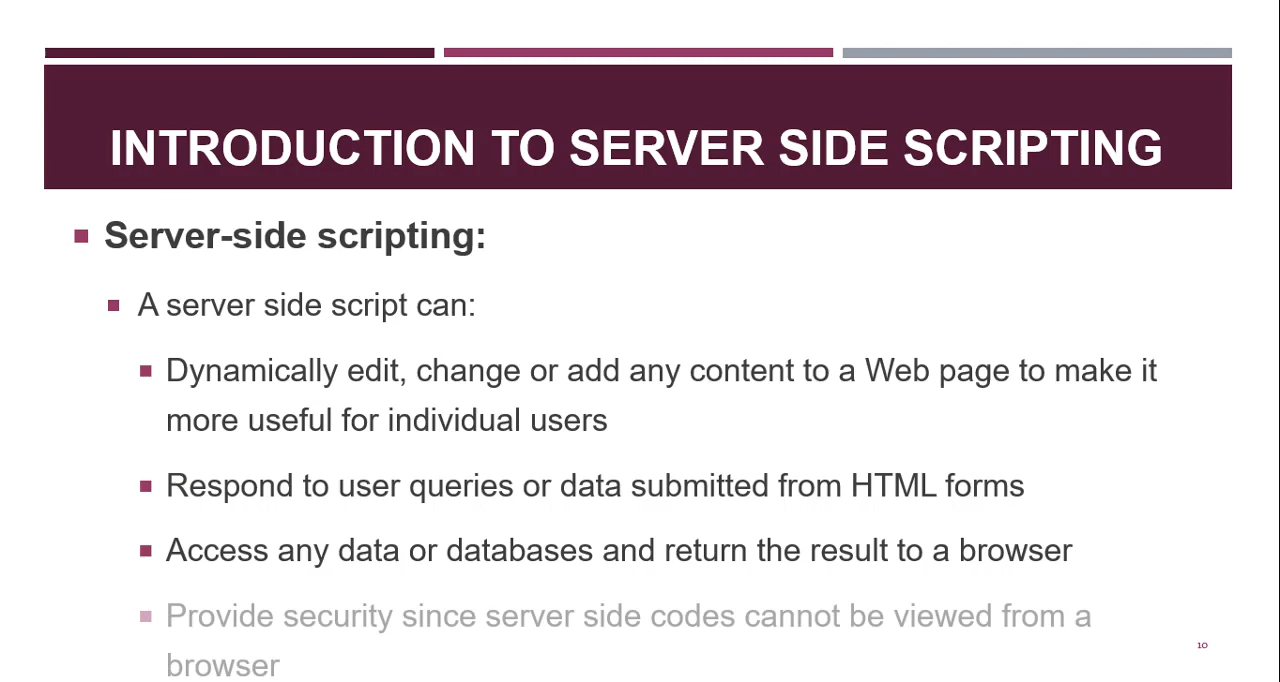 INTRODUCTION TO SERVER SIDE SCRIPTING
Server-side scripting:
A server side script can:
Dynamically edit, change or add any content to a Web page to make it
more useful for individual users
Respond to user queries or data submitted from HTML forms
Access any data or databases and return the result to a browser
Provide security since server side codes cannot be viewed from a
browser
10